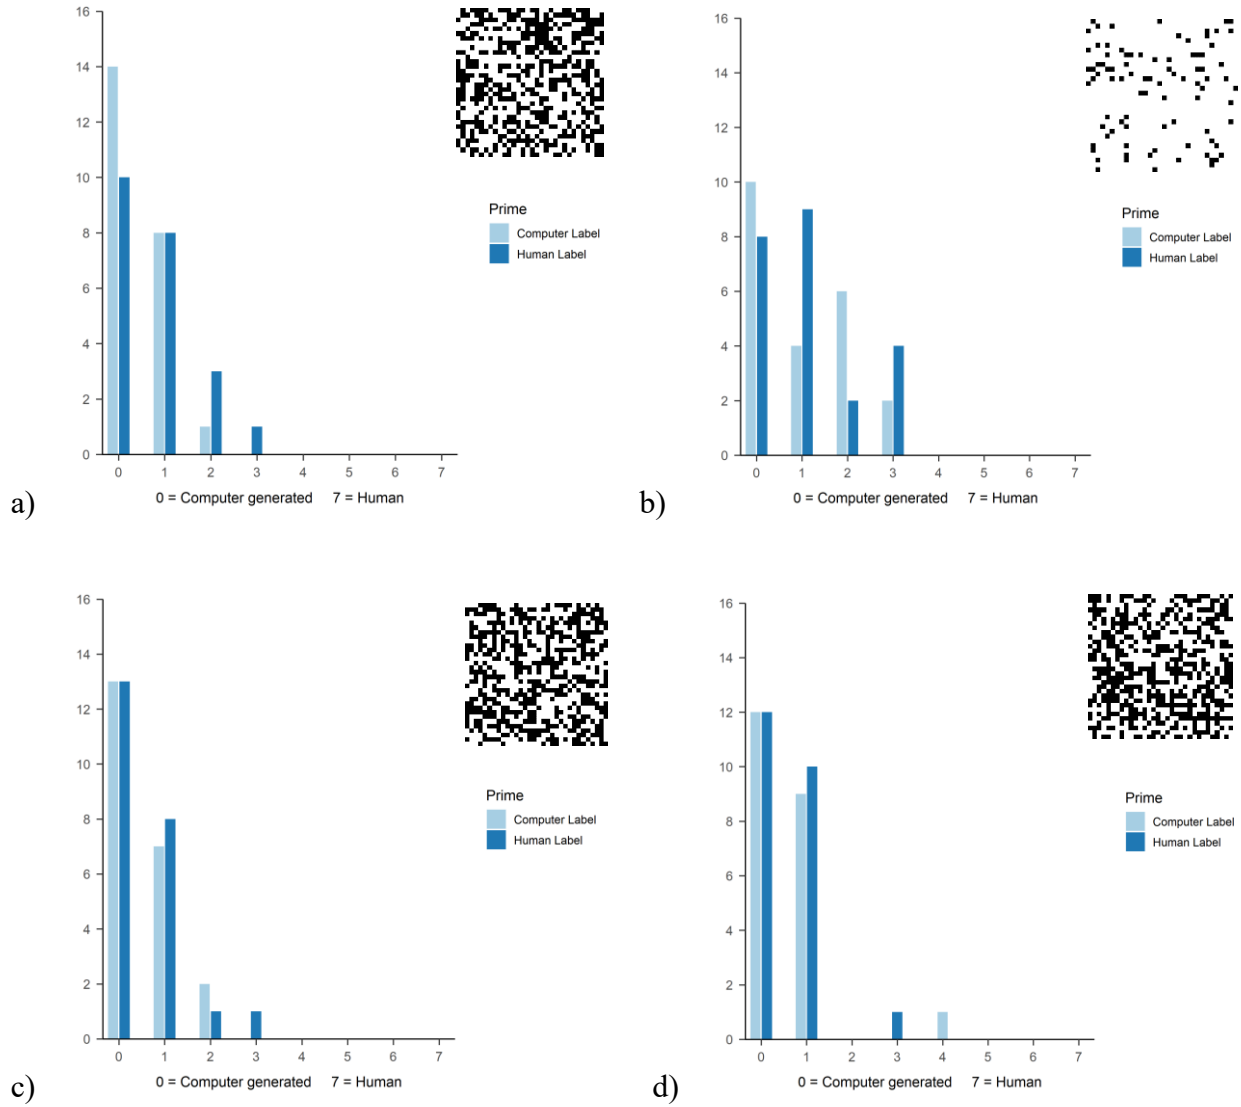 16
14
12
10
8
6
4
2
0
0 1 2 3 4 5 6 7
0 = Computer generated 7 = Human
Prime
Computer Label
Human Label
a)
16
14
12
10
8
6
4
2
0
0 1 2 3 4 5 6 7
0 = Computer generated 7 = Human
Prime
Computer Label
Human Label
b)
16
14
12
10
8
6
4
2
0
0 1 2 3 4 5 6 7
0 = Computer generated 7 = Human
Prime
Computer Label
Human Label
c)
16
14
12
10
8
6
4
2
0
0 1 2 3 4 5 6 7
0 = Computer generated 7 = Human
Prime
Computer Label
Human Label
d)